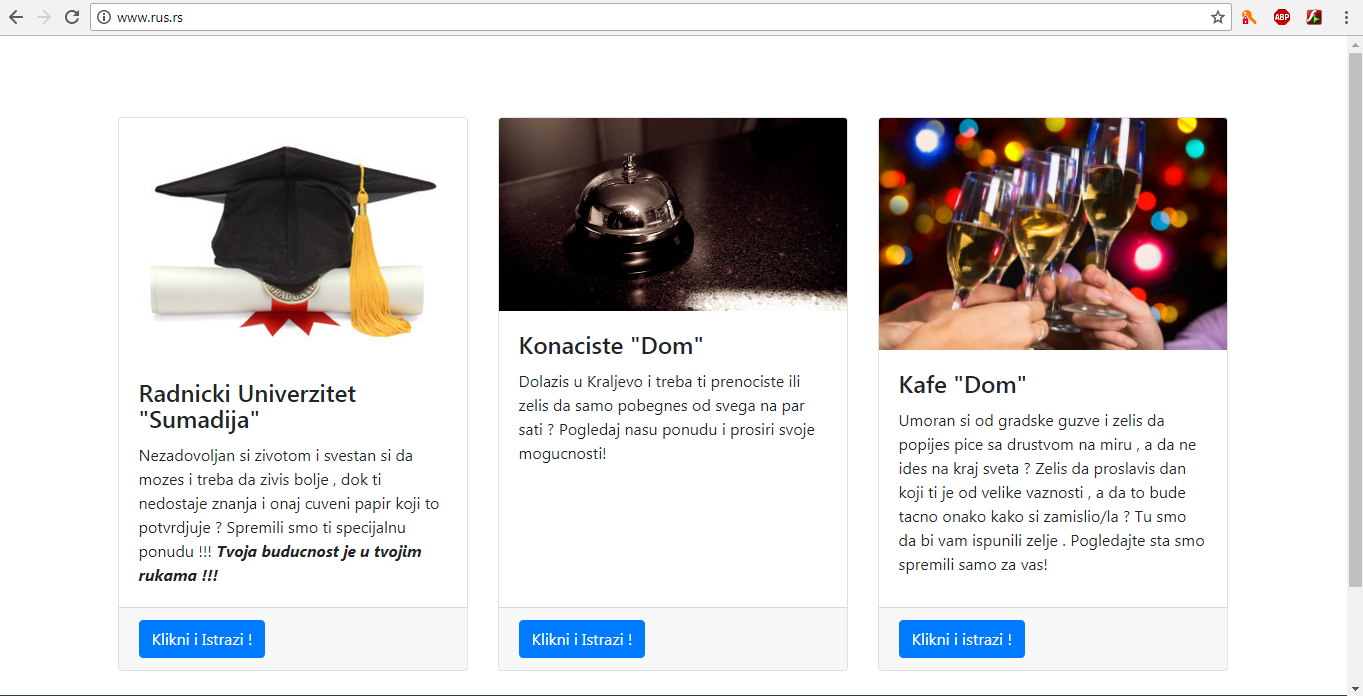 www.rus.rs
ABP
Radnicki Univerzitet
"Sumadija"
Nezadovoljan si zivotom i svestan si da
mozes i treba da zivis bolje , dok ti
nedostaje znanja i onaj cuveni papir koji to
potvrdjuje ? Spremili smo ti specijalnu
ponudu !!! Tvoja buducnost je u tvojim
rukama !!!
Klikni i Istrazi !
Konaciste "Dom"
Dolazis u Kraljevo i treba ti prenociste ili
zelis da samo pobegnes od svega na par
sati ? Pogledaj nasu ponudu i prosiri svoje
mogucnosti!
Klikni i Istrazi !
Kafe "Dom"
Umoran si od gradske guzve i zelis da
popijes pice sa drustvom na miru , a da ne
ides na kraj sveta ? Zelis da proslavis dan
koji ti je od velike vaznosti , a da to bude
tacno onako kako si zamislio/la ? Tu smo
da bi vam ispunili zelje . Pogledajte sta smo
spremili samo za vas!
Klikni i istrazi !